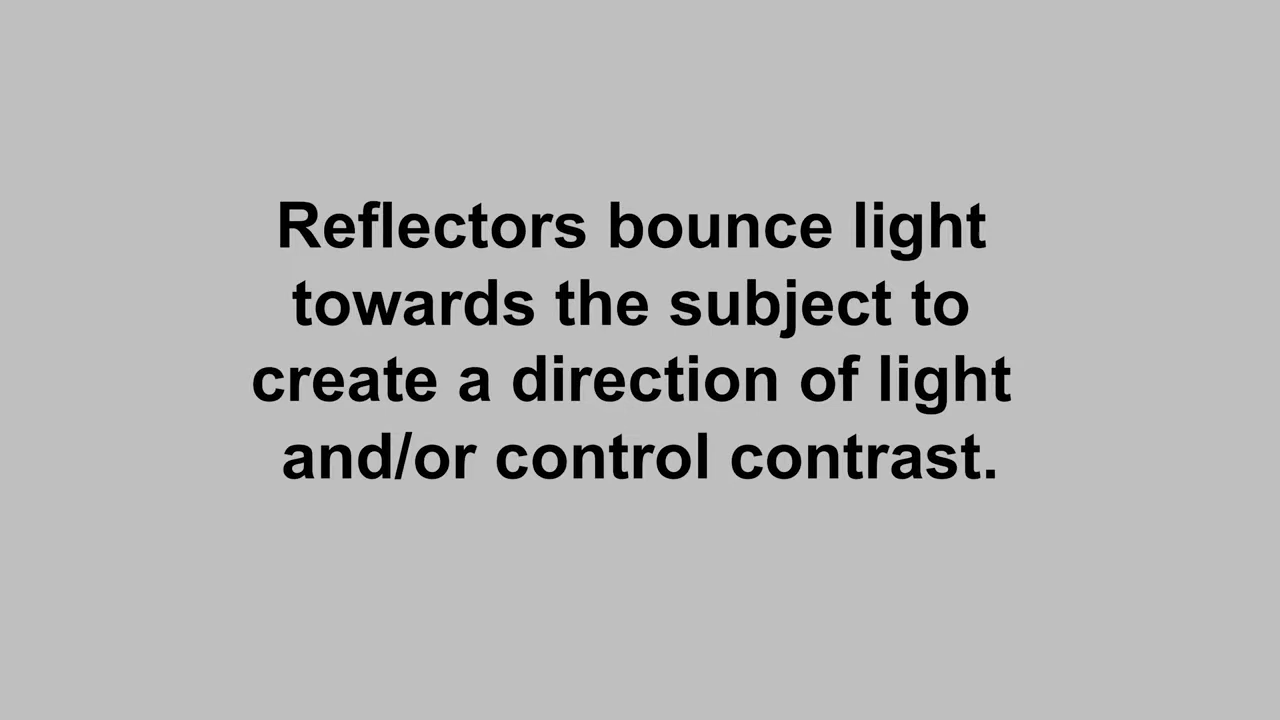 Reflectors bounce light
towards the subject to
create a direction of light
and/or control contrast.